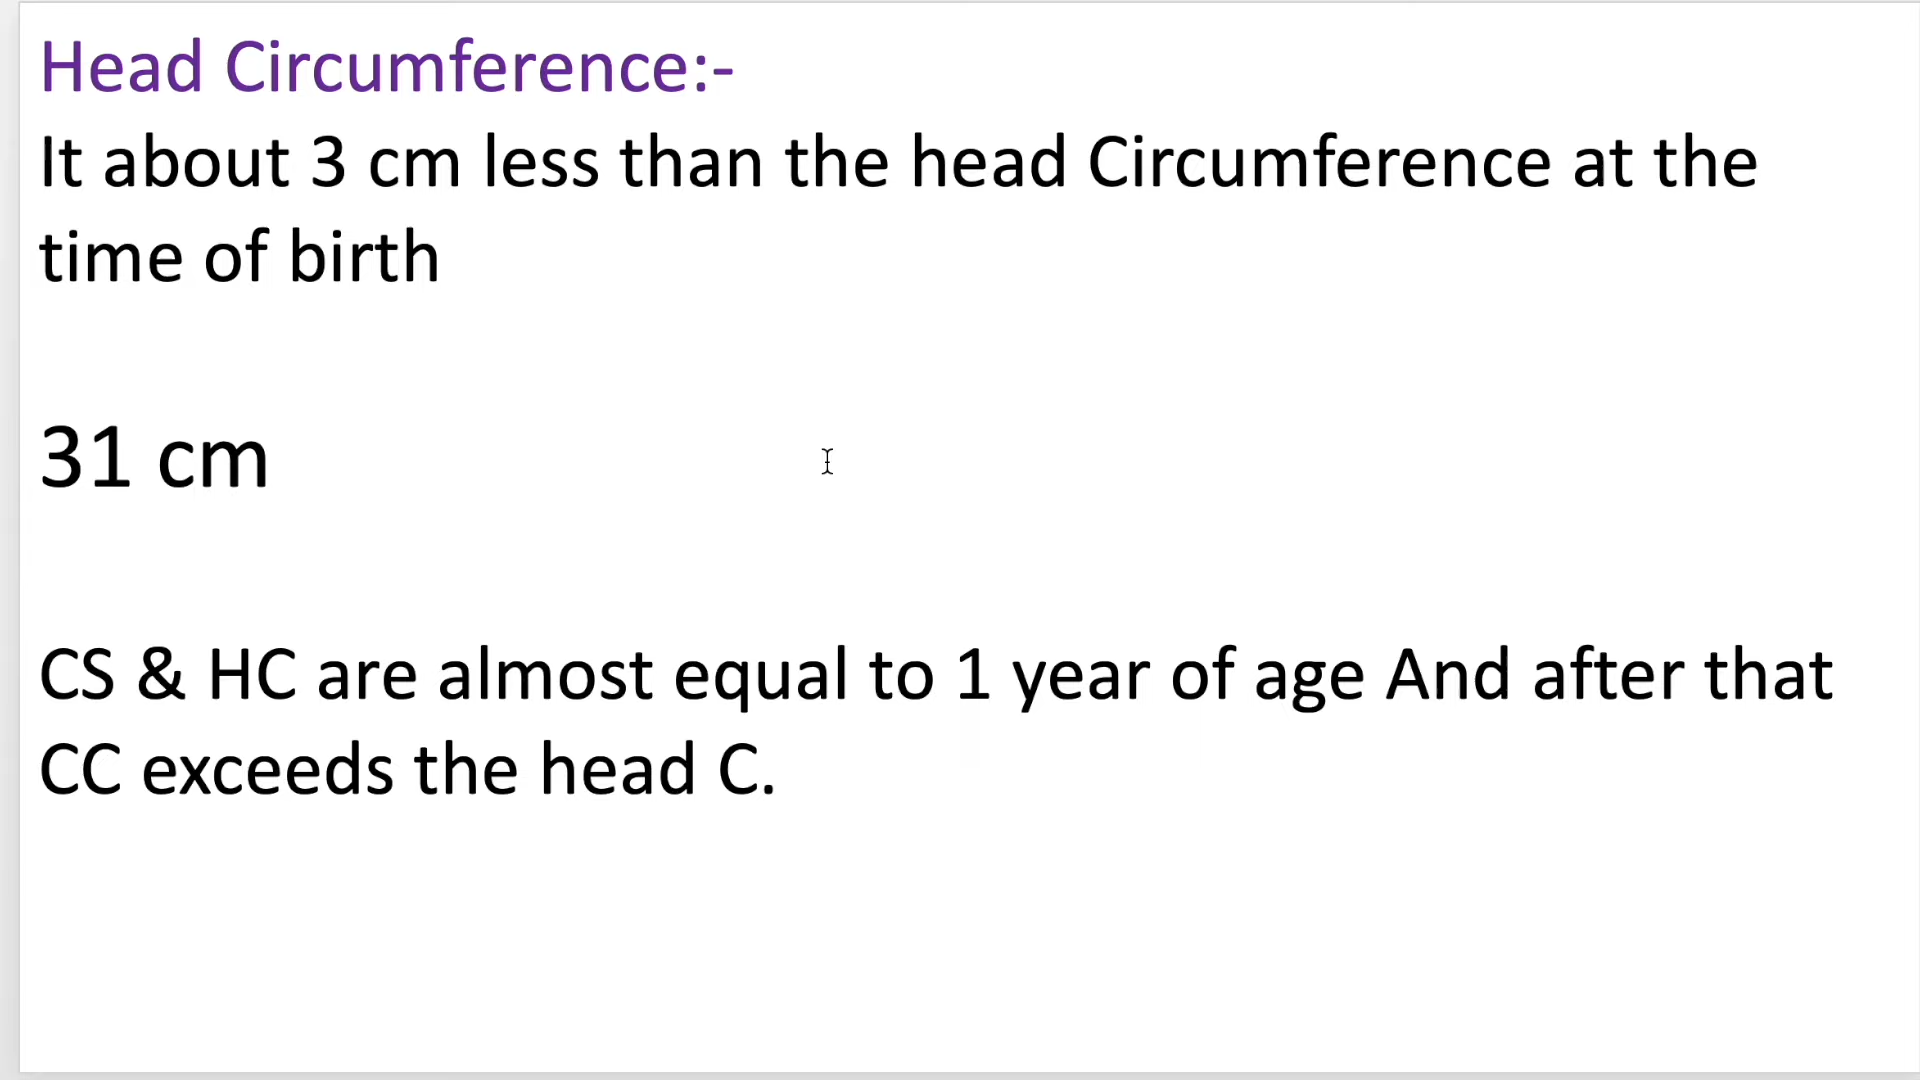 Head Circumference:-
It about 3 cm less than the head Circumference at the
time of birth
31 cm
CS & HC are almost equal to 1 year of age And after that
CC exceeds the head C.